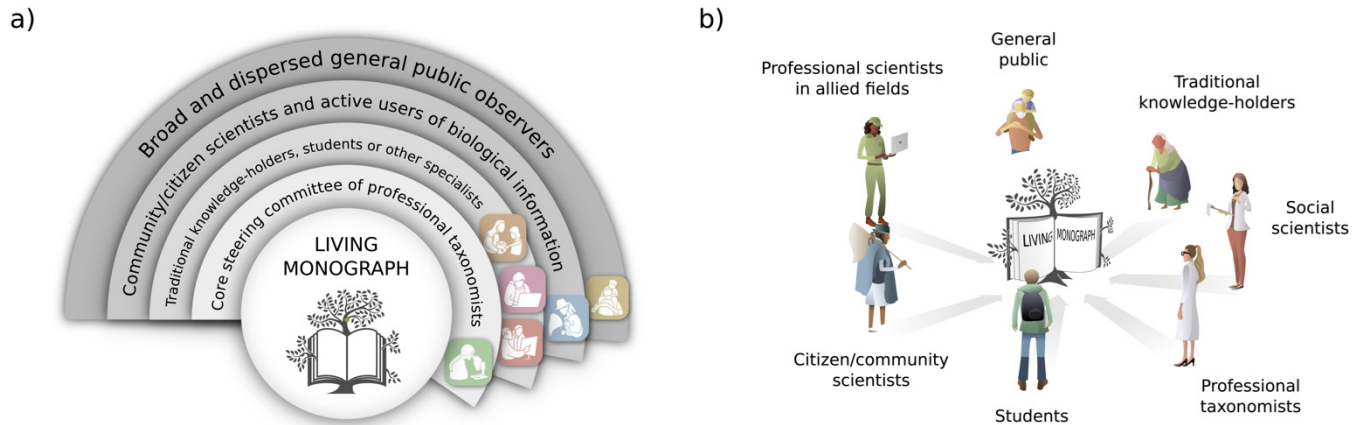 a)
Broad and dispersed general public observers
Community/citizen scientists and active users of biological information
Traditional knowledge-holders, students or other specialists
Core steering committee of professional taxonomists
LIVING
MONOGRAPH
b)
General
public
Professional scientists
in allied fields
Traditional
knowledge-holders
LIVING MONOGRAPH
Social
scientists
Citizen/community
scientists
Students
Professional
taxonomists